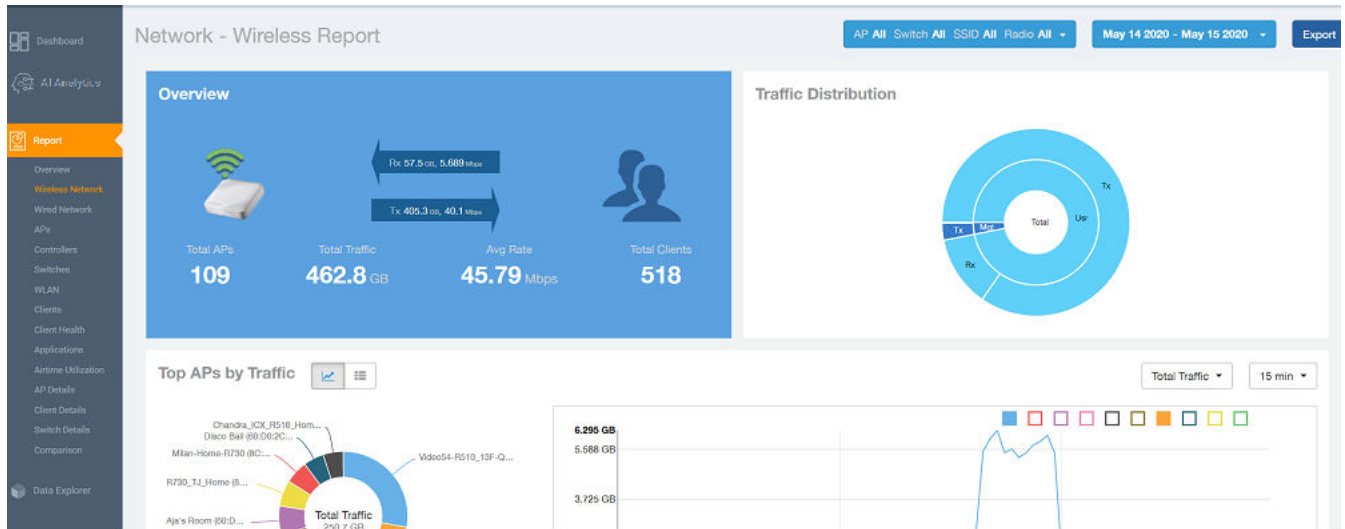 Dashboard
AI Analytics
Report
Overview
Wireless Network
Wired Network
APs
Controllers
Switches
WLAN
Clients
Client Health
Applications
Airtime Utilization
AP Details
Client Details
Switch Details
Comparison
Data Explorer
Network - Wireless Report
AP All Switch All SSID All Radio All
May 14 2020 - May 15 2020
Export
Overview
Rx 57.5 GB, 5.689 Mbps
Tx 405.3 GB, 40.1 Mbps
Total APs
109
Total Traffic
462.8 GB
Avg Rate
45.79 Mbps
Total Clients
518
Traffic Distribution
Tx
Usr
Total
Mgt
Tx
Rx
Top APs by Traffic
Total Traffic
15 min
Chandra_ICX_R510_Hom...
Disco Ball (60:D0:2C...
Milan-Home-R730 (8C:...
R730_TJ_Home (8...
Aja's Room (60:D...
Video54-R510_13F-Q...
Total Traffic
250.7 GB
6.295 GB
5.588 GB
3.725 GB